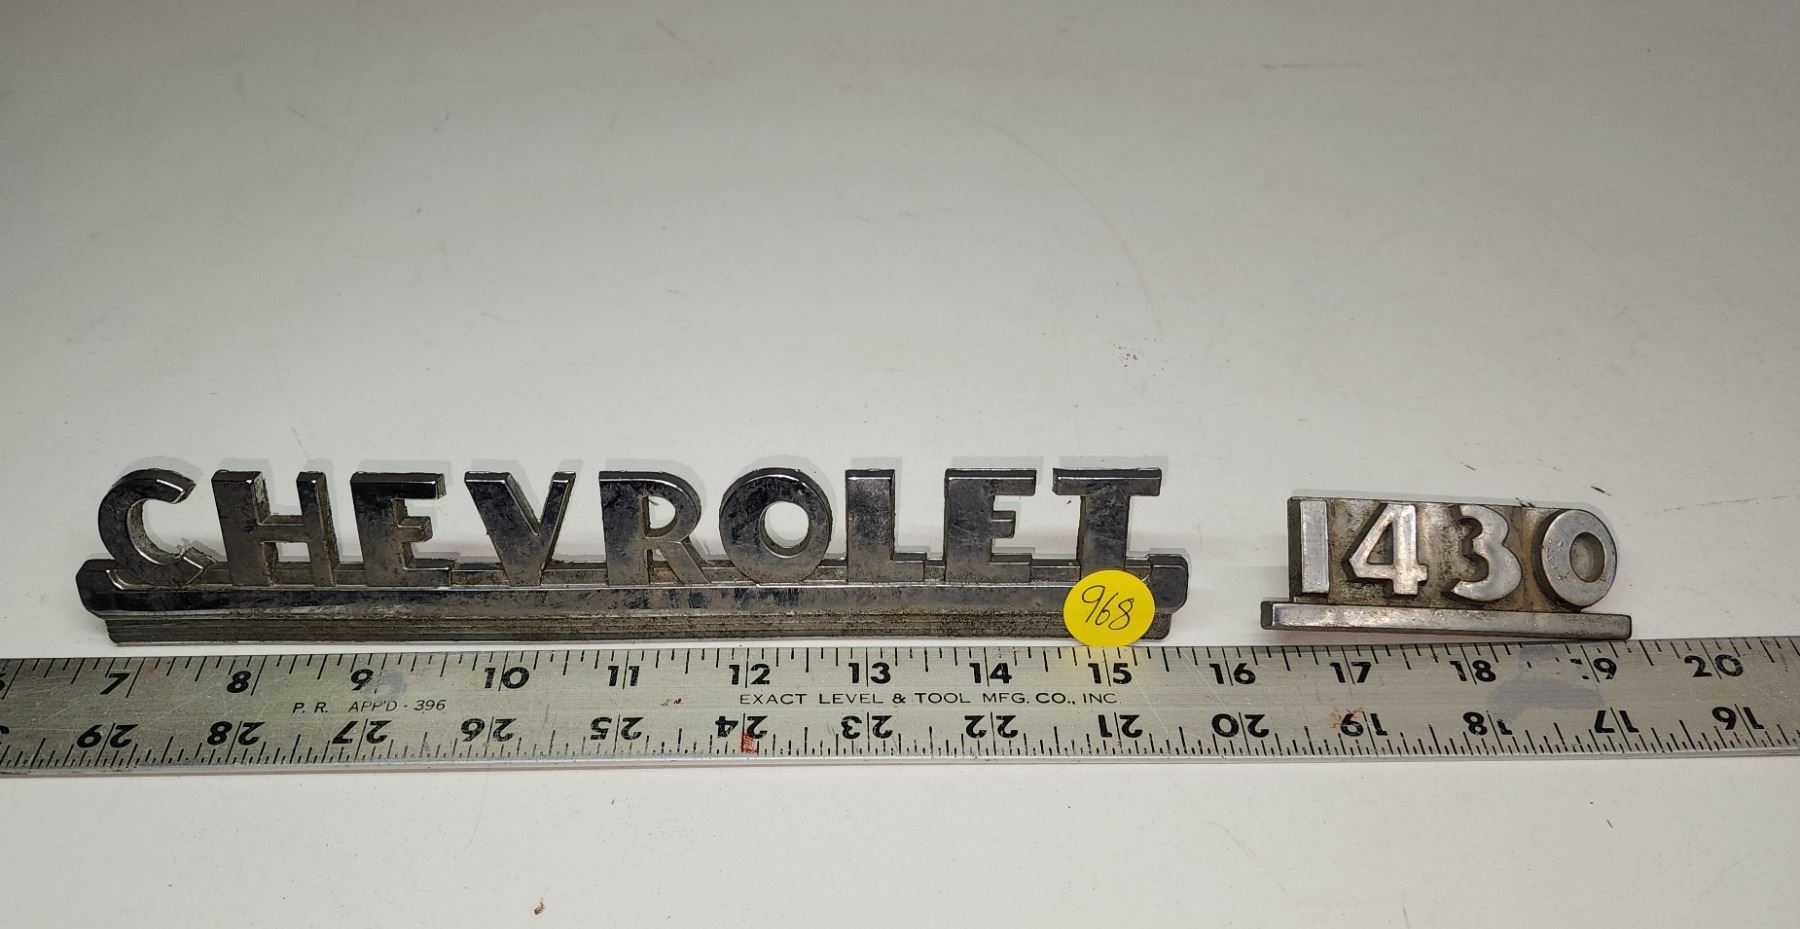 CHEVROLET
1430
968
7 8 9 10 11 12 13 14 15 16 17 18 19 20
P. R. APP'D - 396
EXACT LEVEL & TOOL MFG. CO., INC.
29 28 27 26 25 24 23 22 21 20 19 18 17 16